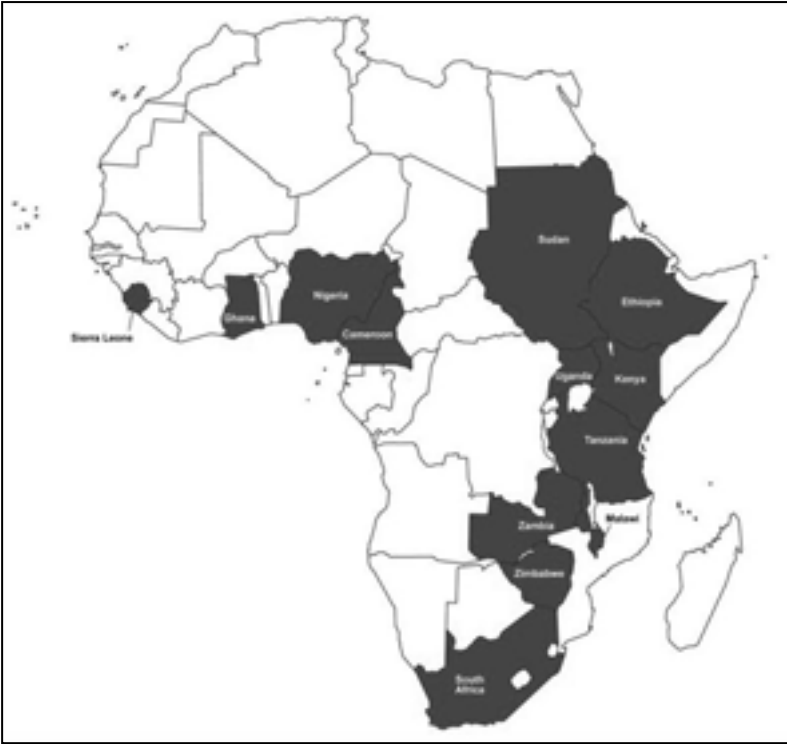 Sudan
Ethiopia
Nigeria
Ghana
Cameroon
Sierra Leone
Uganda
Kenya
Tanzania
Malawi
Zambia
Zimbabwe
South
Africa